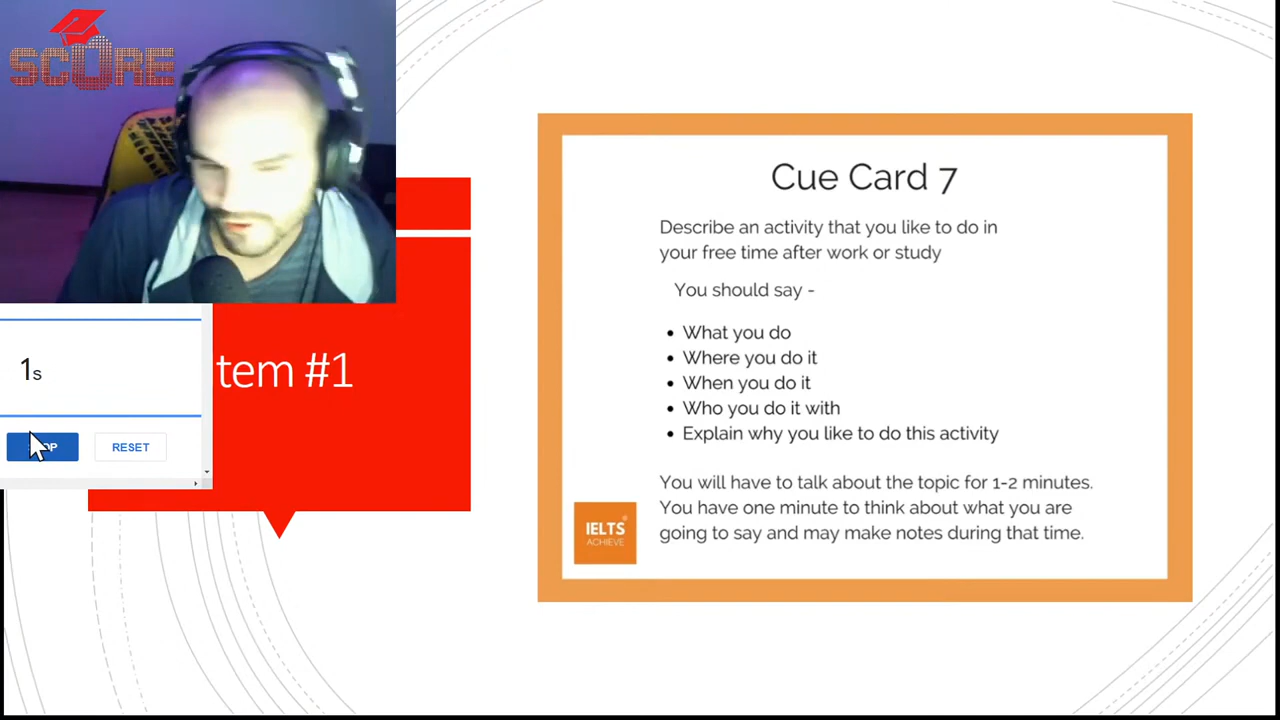 SCORE
Cue Card 7
Describe an activity that you like to do in
your free time after work or study
You should say -
• What you do
• Where you do it
• When you do it
• Who you do it with
• Explain why you like to do this activity
You will have to talk about the topic for 1-2 minutes.
You have one minute to think about what you are
going to say and may make notes during that time.
IELTS
ACHIEVE
1s
RESET
tem #1